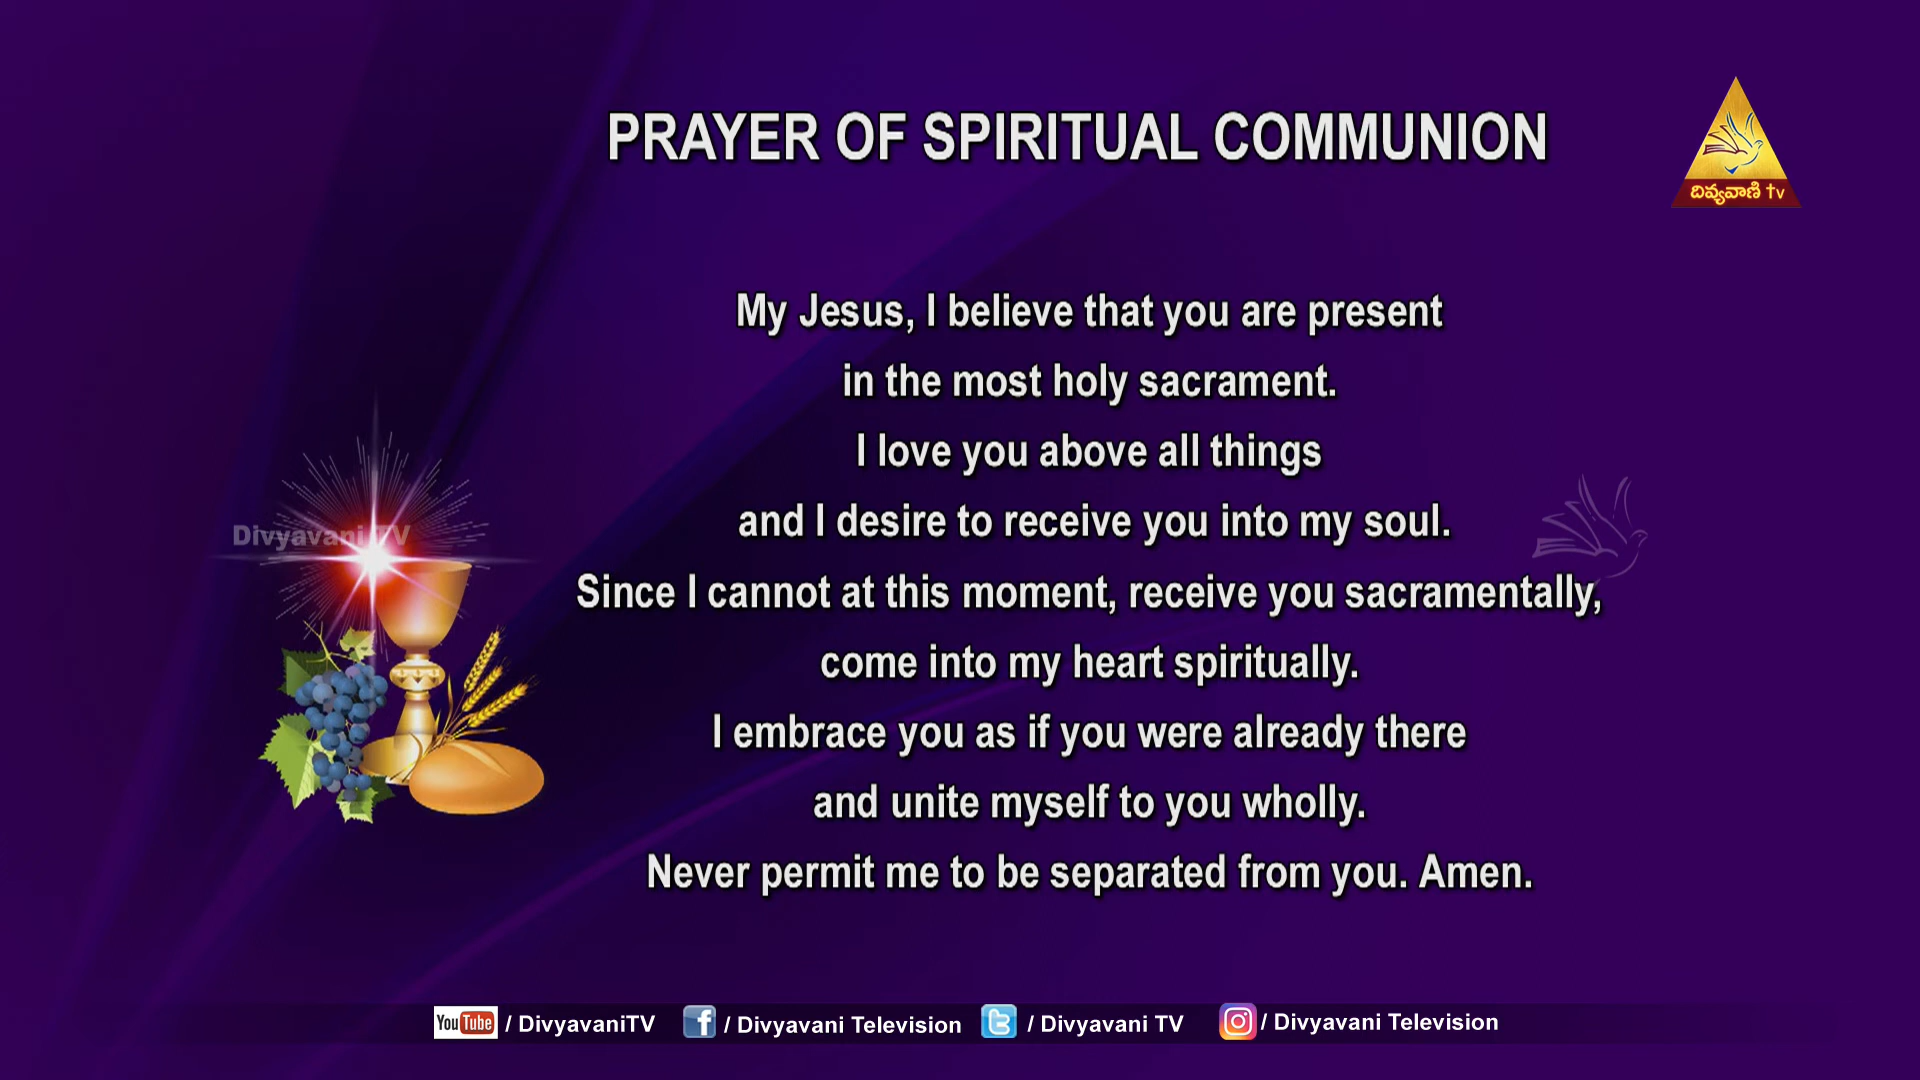 PRAYER OF SPIRITUAL COMMUNION
దివ్యవాణి tv
My Jesus, I believe that you are present
in the most holy sacrament.
I love you above all things
and I desire to receive you into my soul.
Divyavani TV
Since I cannot at this moment, receive you sacramentally,
come into my heart spiritually.
I embrace you as if you were already there
and unite myself to you wholly.
Never permit me to be separated from you. Amen.
YouTube / DivyavaniTV f / Divyavani Television / Divyavani TV / Divyavani Television